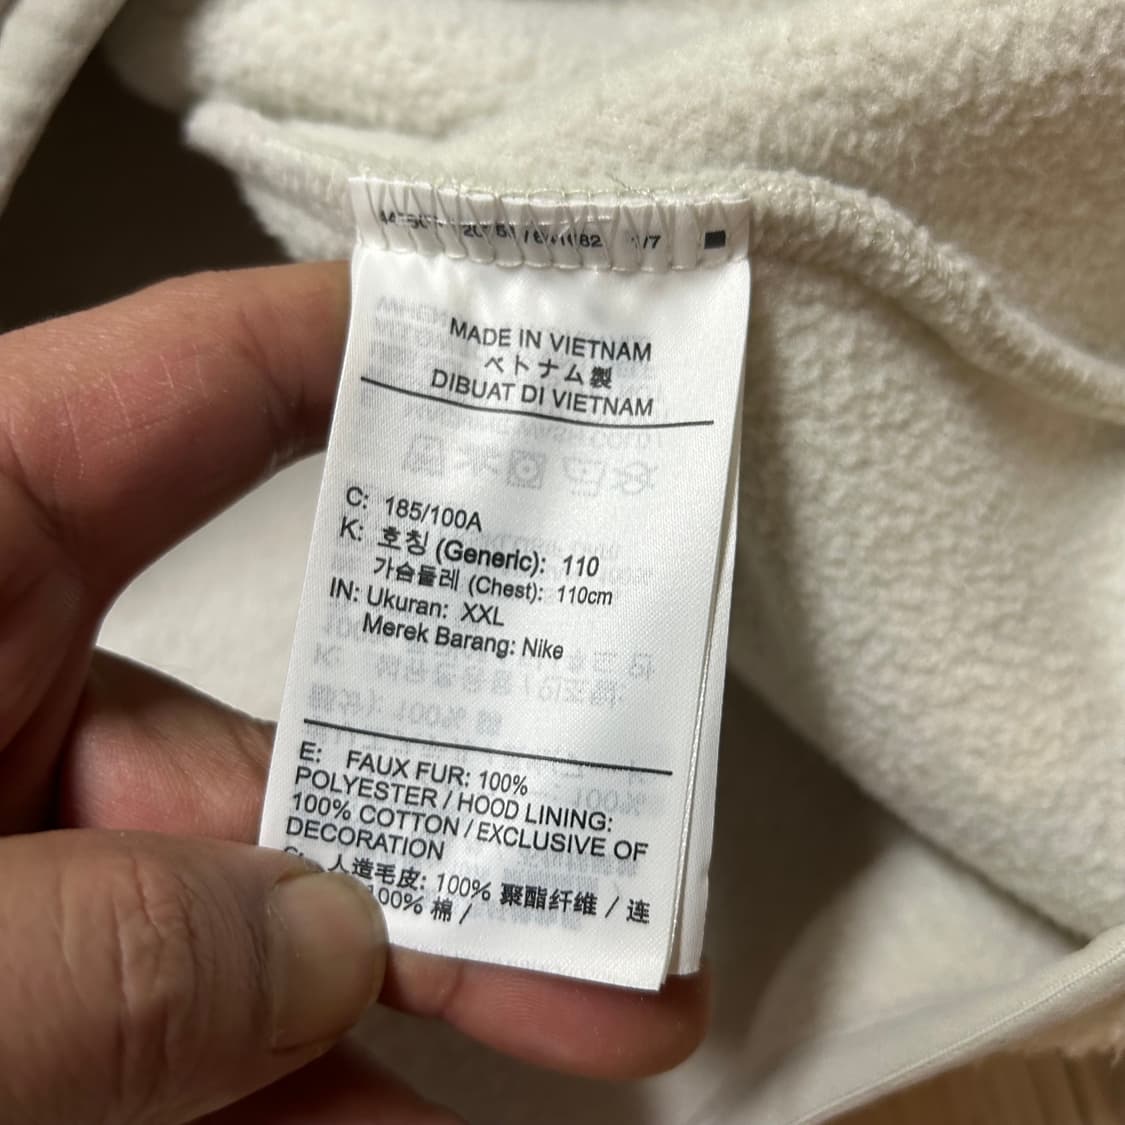 MADE IN VIETNAM
ベトナム製
DIBUAT DI VIETNAM
C: 185/100A
K: 호칭 (Generic): 110
가슴둘레 (Chest): 110cm
IN: Ukuran: XXL
Merek Barang: Nike
E: FAUX FUR: 100%
POLYESTER / HOOD LINING:
100% COTTON / EXCLUSIVE OF
DECORATION
人造毛皮: 100% 聚酯纤维 / 连
100% 棉 /